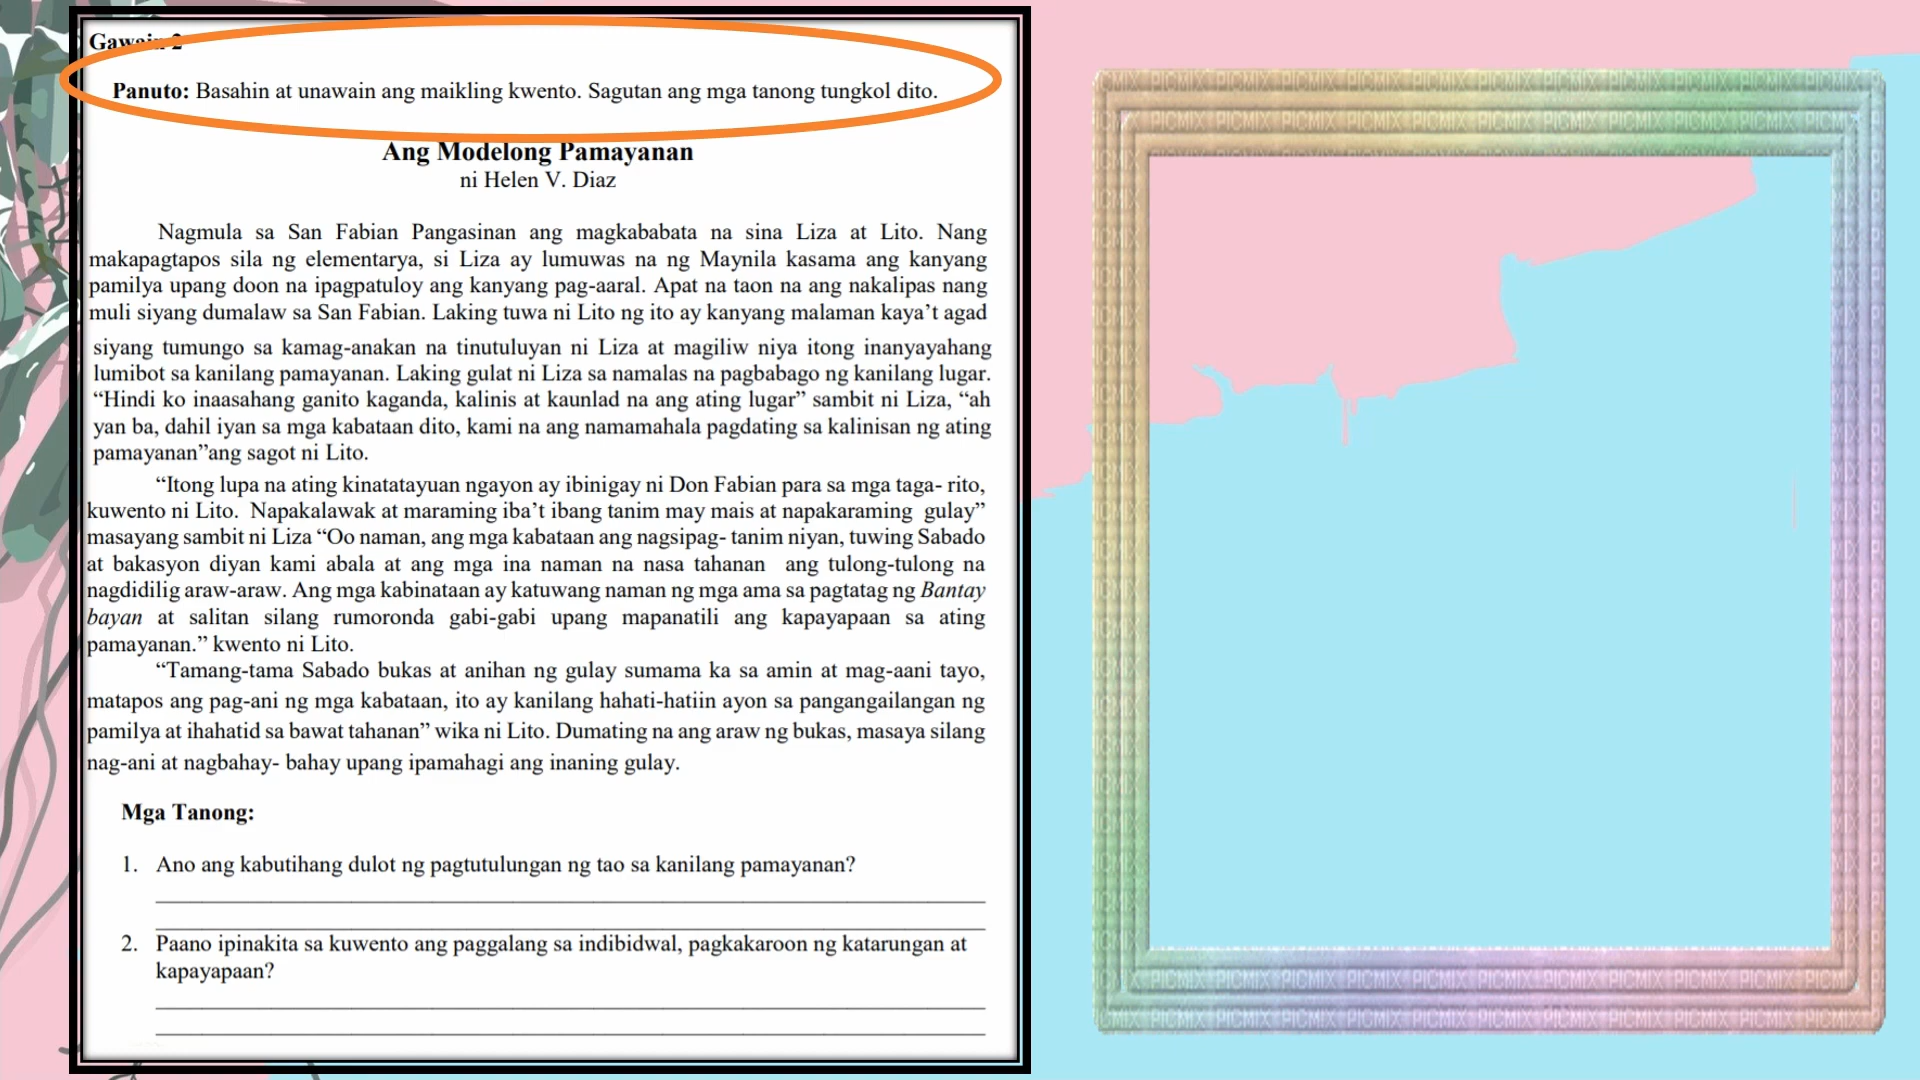 Gawain 2
Panuto: Basahin at unawain ang maikling kwento. Sagutan ang mga tanong tungkol dito.
Ang Modelong Pamayanan
ni Helen V. Diaz
Nagmula sa San Fabian Pangasinan ang magkababata na sina Liza at Lito. Nang
makapagtapos sila ng elementarya, si Liza ay lumuwas na ng Maynila kasama ang kanyang
pamilya upang doon na ipagpatuloy ang kanyang pag-aaral. Apat na taon na ang nakalipas nang
muli siyang dumalaw sa San Fabian. Laking tuwa ni Lito ng ito ay kanyang malaman kaya’t agad
siyang tumungo sa kamag-anakan na tinutuluyan ni Liza at magiliw niya itong inanyayahang
lumibot sa kanilang pamayanan. Laking gulat ni Liza sa namalas na pagbabago ng kanilang lugar.
“Hindi ko inaasahang ganito kaganda, kalinis at kaunlad na ang ating lugar” sambit ni Liza, “ah
yan ba, dahil iyan sa mga kabataan dito, kami na ang namamahala pagdating sa kalinisan ng ating
pamayanan”ang sagot ni Lito.
“Itong lupa na ating kinatatayuan ngayon ay ibinigay ni Don Fabian para sa mga taga- rito,
kuwento ni Lito. Napakalawak at maraming iba’t ibang tanim may mais at napakaraming gulay”
masayang sambit ni Liza “Oo naman, ang mga kabataan ang nagsipag- tanim niyan, tuwing Sabado
at bakasyon diyan kami abala at ang mga ina naman na nasa tahanan ang tulong-tulong na
nagdidilig araw-araw. Ang mga kabinataan ay katuwang naman ng mga ama sa pagtatag ng Bantay
bayan at salitan silang rumoronda gabi-gabi upang mapanatili ang kapayapaan sa ating
pamayanan.” kwento ni Lito.
“Tamang-tama Sabado bukas at anihan ng gulay sumama ka sa amin at mag-aani tayo,
matapos ang pag-ani ng mga kabataan, ito ay kanilang hahati-hatiin ayon sa pangangailangan ng
pamilya at ihahatid sa bawat tahanan” wika ni Lito. Dumating na ang araw ng bukas, masaya silang
nag-ani at nagbahay- bahay upang ipamahagi ang inaning gulay.
Mga Tanong:
1. Ano ang kabutihang dulot ng pagtutulungan ng tao sa kanilang pamayanan?
2. Paano ipinakita sa kuwento ang paggalang sa indibidwal, pagkakaroon ng katarungan at
kapayapaan?